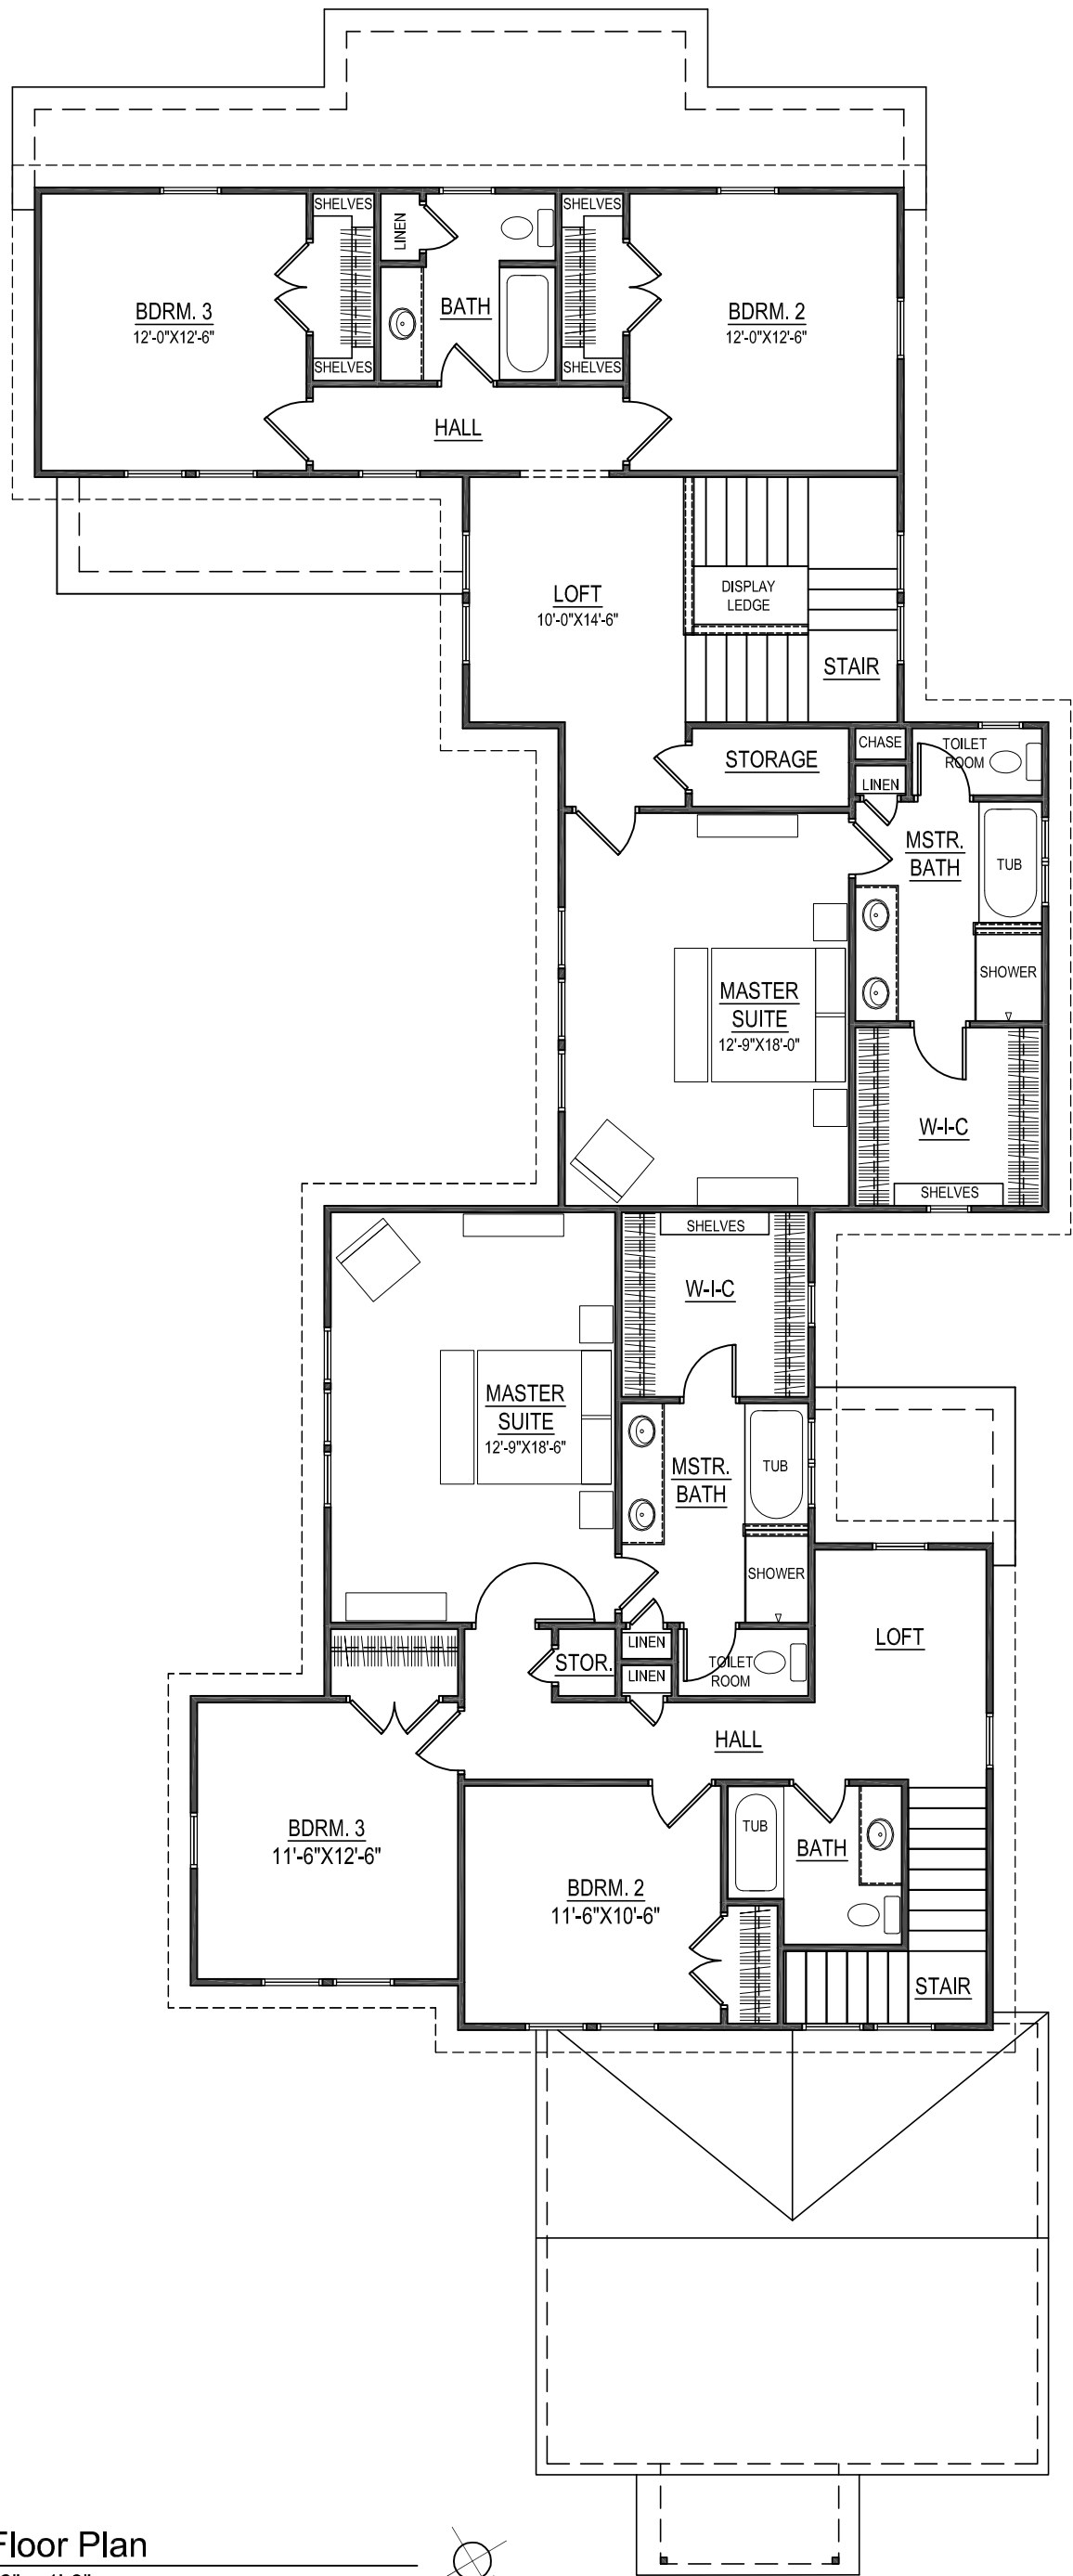 SHELVES
LINEN
SHELVES
BDRM. 3
12'-0"X12'-6"
BATH
BDRM. 2
12'-0"X12'-6"
SHELVES
SHELVES
HALL
LOFT
10'-0"X14'-6"
DISPLAY
LEDGE
STAIR
STORAGE
CHASE
TOILET
ROOM
LINEN
MSTR.
BATH
TUB
SHOWER
MASTER
SUITE
12'-9"X18'-0"
W-I-C
SHELVES
SHELVES
W-I-C
MASTER
SUITE
12'-9"X18'-6"
MSTR.
BATH
TUB
SHOWER
LOFT
STOR.
LINEN
LINEN
TOILET
ROOM
HALL
BDRM. 3
11'-6"X12'-6"
TUB
BATH
BDRM. 2
11'-6"X10'-6"
STAIR
Floor Plan